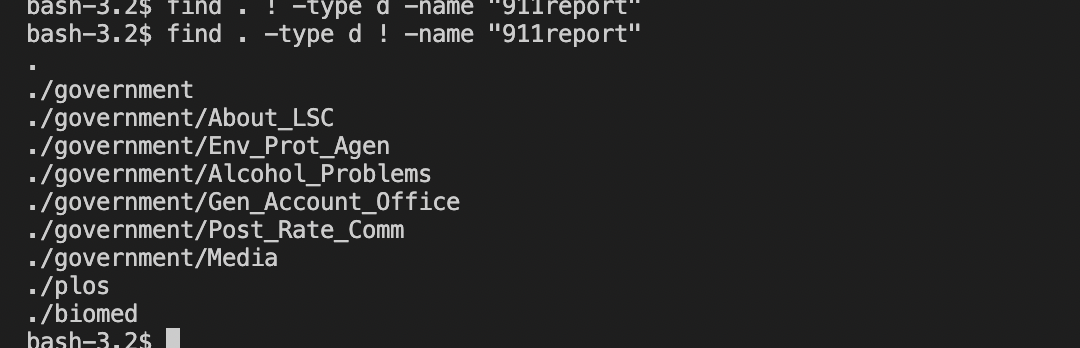 bash-3.2$ find . ! -type d -name "911report"
bash-3.2$ find . -type d ! -name "911report"
.
./government
./government/About_LSC
./government/Env_Prot_Agen
./government/Alcohol_Problems
./government/Gen_Account_Office
./government/Post_Rate_Comm
./government/Media
./plos
./biomed
bash-3.2$